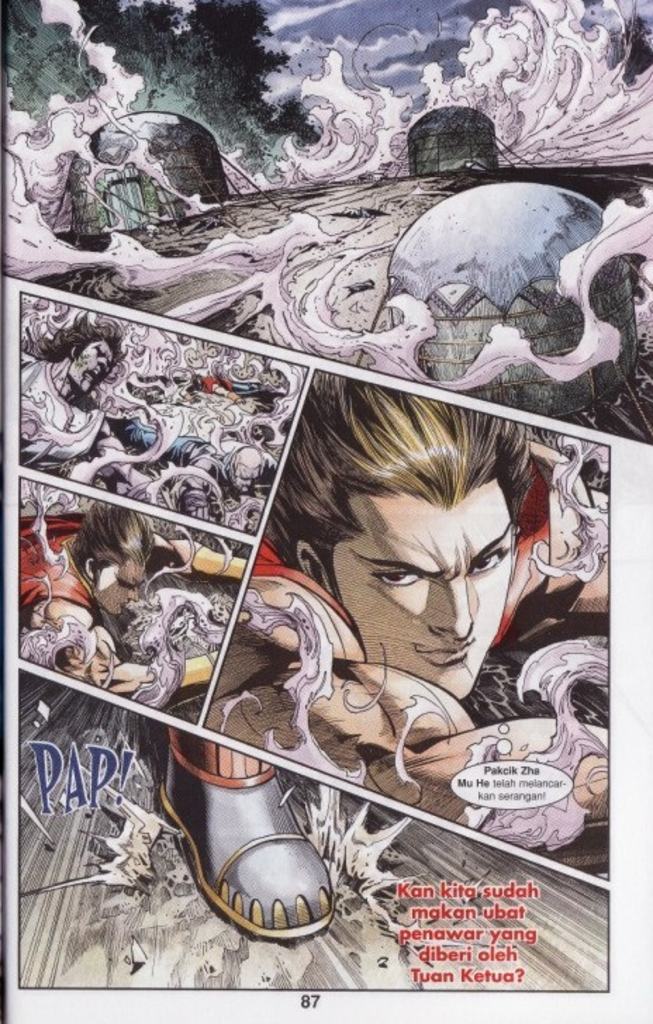 Pakcik Zha
Mu He telah melancar-
kan serangan!
PAP!
Kan kita sudah
makan ubat
penawar yang
diberi oleh
Tuan Ketua?
87